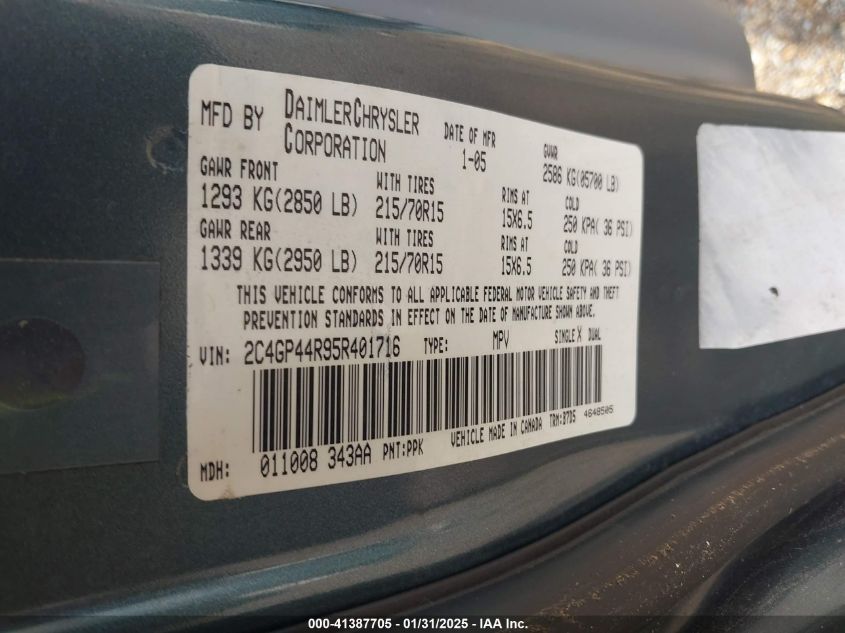 MFD BY DAIMLERCHRYSLER CORPORATION DATE OF MFR 1-05 GVWR 2586 KG(05700 LB)
GAWR FRONT WITH TIRES RIMS AT COLD
1293 KG(2850 LB) 215/70R15 15X6.5 250 KPA( 36 PSI)
GAWR REAR WITH TIRES RIMS AT COLD
1339 KG(2950 LB) 215/70R15 15X6.5 250 KPA( 36 PSI)
THIS VEHICLE CONFORMS TO ALL APPLICABLE FEDERAL MOTOR VEHICLE SAFETY AND THEFT
PREVENTION STANDARDS IN EFFECT ON THE DATE OF MANUFACTURE SHOWN ABOVE.
VIN: 2C4GP44R95R401716 TYPE: MPV SINGLE X DUAL
MDH: 011008 343AA PNT:PPK VEHICLE MADE IN CANADA TRM:B7D5 4648505
000-41387705 - 01/31/2025 - IAA Inc.